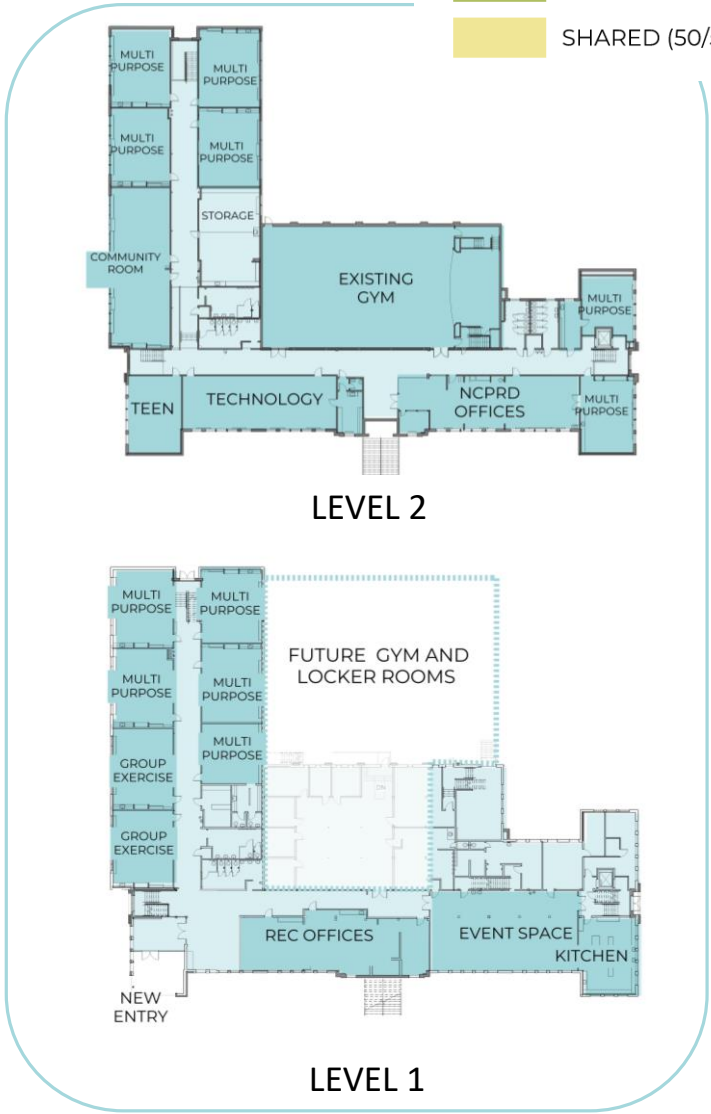 SHARED (50/
MULTI
PURPOSE
MULTI
PURPOSE
MULTI
PURPOSE
MULTI
PURPOSE
STORAGE
COMMUNITY
ROOM
EXISTING
GYM
MULTI
PURPOSE
TEEN
TECHNOLOGY
NCPRD
OFFICES
MULTI
PURPOSE
LEVEL 2
MULTI
PURPOSE
MULTI
PURPOSE
FUTURE GYM AND
LOCKER ROOMS
MULTI
PURPOSE
MULTI
PURPOSE
GROUP
EXERCISE
MULTI
PURPOSE
GROUP
EXERCISE
REC OFFICES
EVENT SPACE
KITCHEN
NEW
ENTRY
LEVEL 1